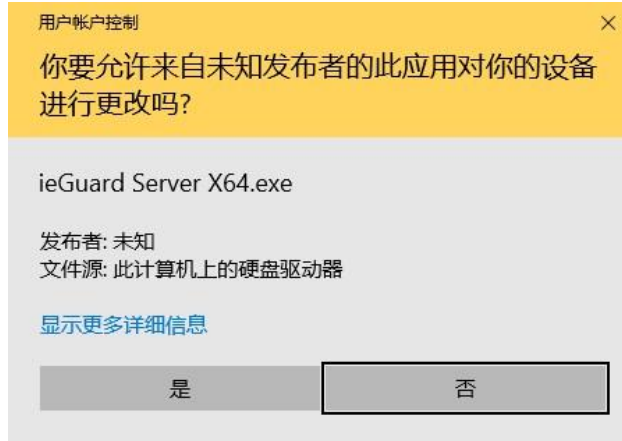 用户帐户控制
你要允许来自未知发布者的此应用对你的设备
进行更改吗?
ieGuard Server X64.exe
发布者: 未知
文件源: 此计算机上的硬盘驱动器
显示更多详细信息
是
否